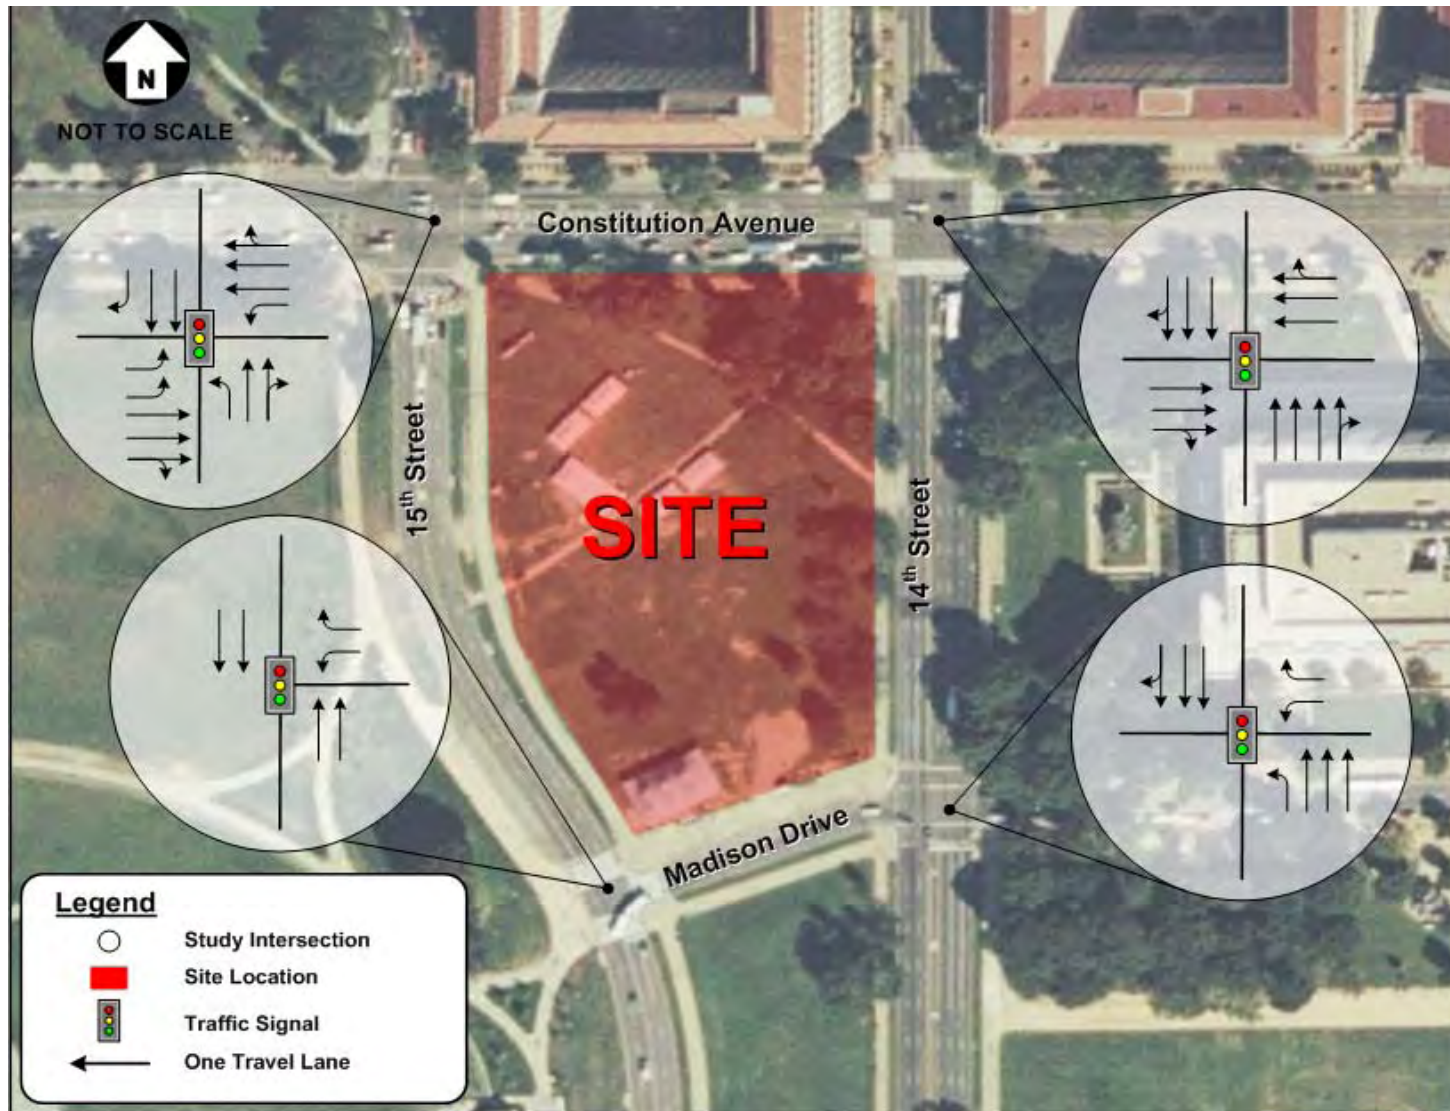 N
NOT TO SCALE
Constitution Avenue
15th Street
SITE
14th Street
Madison Drive
Legend
Study Intersection
Site Location
Traffic Signal
One Travel Lane